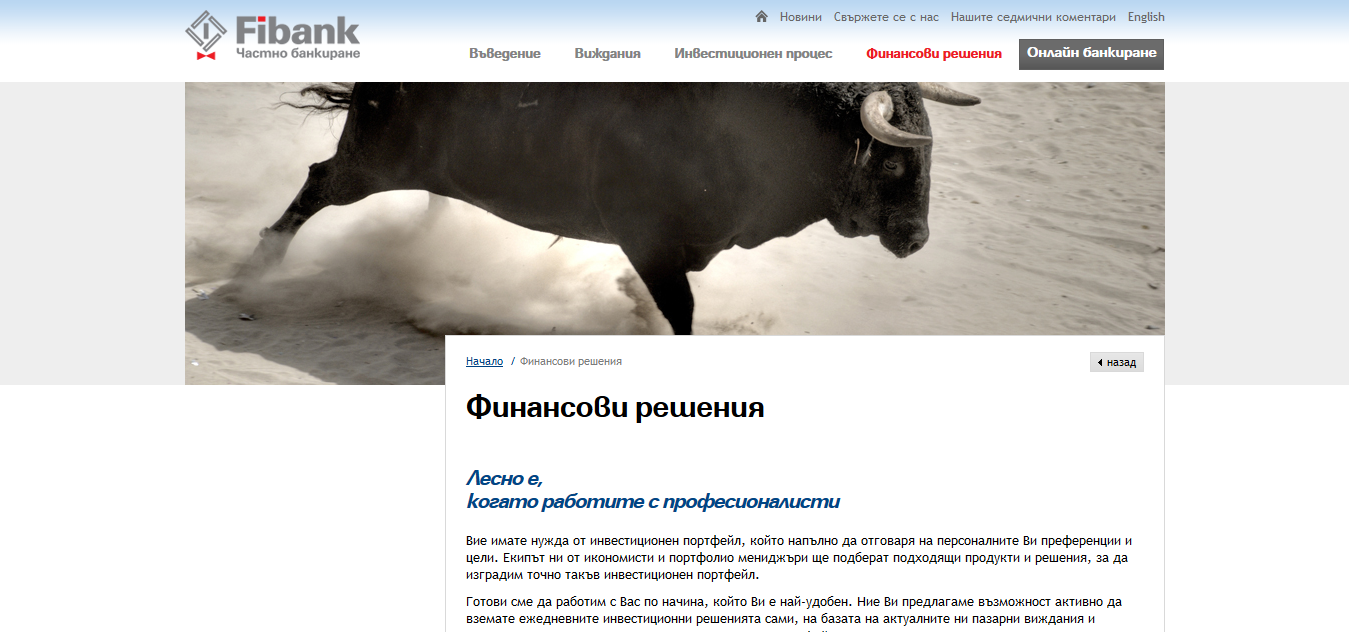 Fibank
Частно банкиране
Новини Свържете се с нас Нашите седмични коментари English
Въведение Виждания Инвестиционен процес Финансови решения Онлайн банкиране
Начало / Финансови решения
назад
Финансови решения
Лесно е,
когато работите с професионалисти
Вие имате нужда от инвестиционен портфейл, който напълно да отговаря на персоналните Ви преференции и
цели. Екипът ни от икономисти и портфолио мениджъри ще подберат подходящи продукти и решения, за да
изградим точно такъв инвестиционен портфейл.
Готови сме да работим с Вас по начина, който Ви е най-удобен. Ние Ви предлагаме възможност активно да
вземате ежедневните инвестиционни решенията сами, на базата на актуалните ни пазарни виждания и